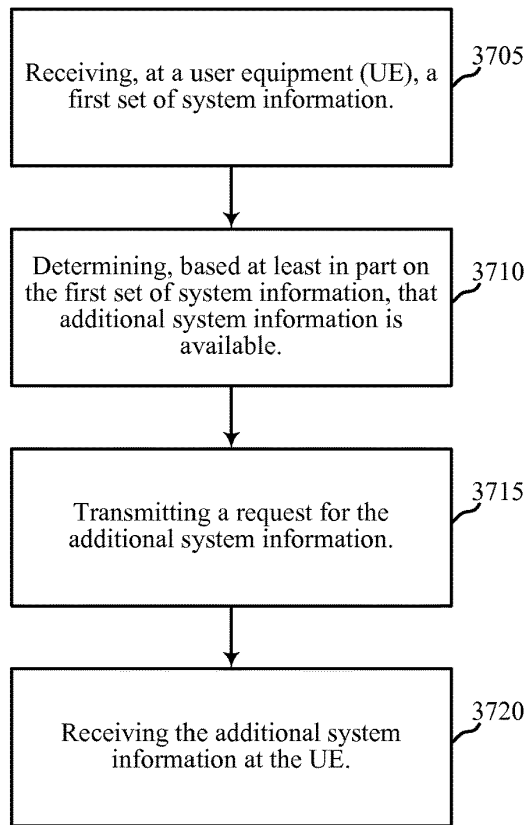 Receiving, at a user equipment (UE), a
first set of system information.
3705
Determining, based at least in part on
the first set of system information, that
additional system information is
available.
3710
Transmitting a request for the
additional system information.
3715
Receiving the additional system
information at the UE.
3720